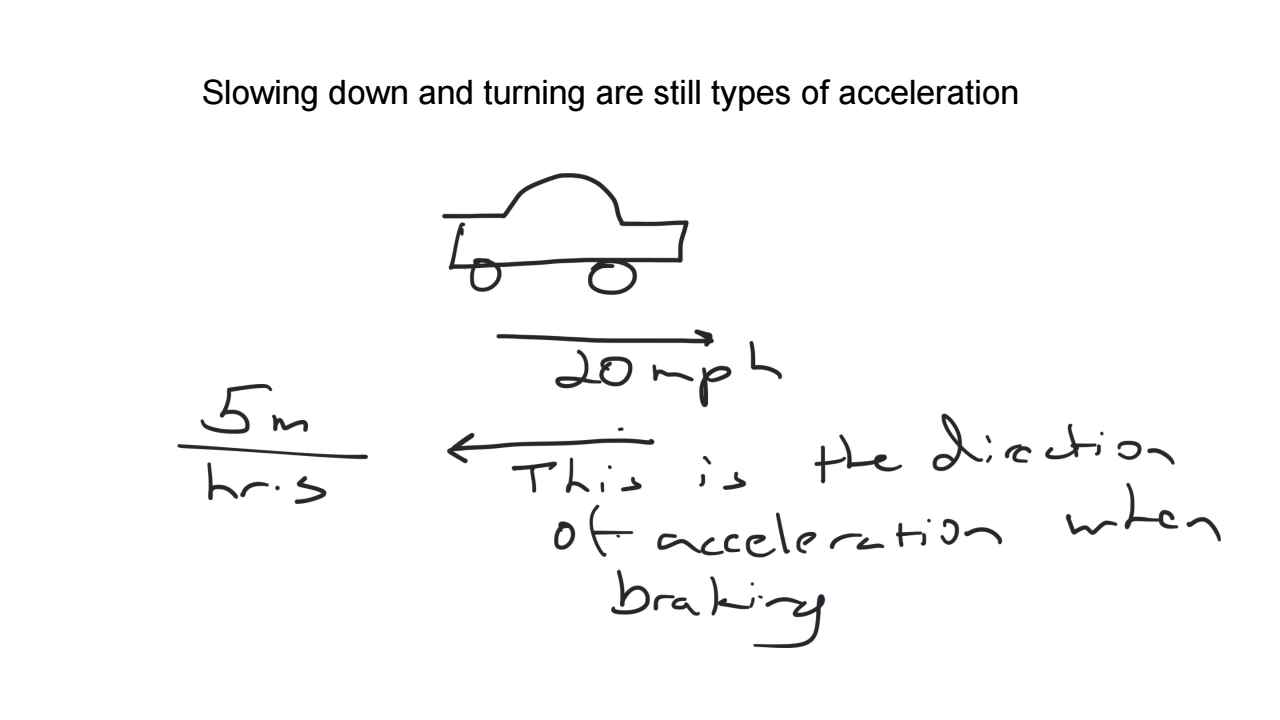 Slowing down and turning are still types of acceleration
20 mph
5m
hr.s
This is the direction
of acceleration when
braking